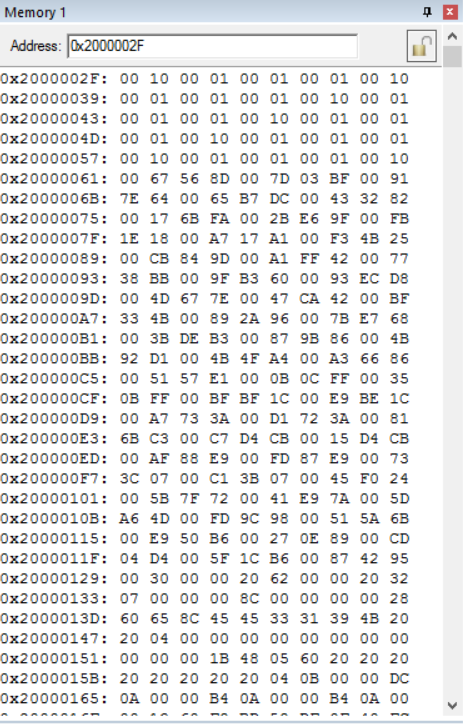 Memory 1
Address: 0x2000002F
0x2000002F: 00 10 00 01 00 01 00 01 00 10
0x20000039: 00 01 00 01 00 01 00 10 00 01
0x20000043: 00 01 00 01 00 10 00 01 00 01
0x2000004D: 00 01 00 10 00 01 00 01 00 01
0x20000057: 00 10 00 01 00 01 00 01 00 10
0x20000061: 00 67 56 8D 00 7D 03 BF 00 91
0x2000006B: 7E 64 00 65 B7 DC 00 43 32 82
0x20000075: 00 17 6B FA 00 2B E6 9F 00 FB
0x2000007F: 1E 18 00 A7 17 A1 00 F3 4B 25
0x20000089: 00 CB 84 9D 00 A1 FF 42 00 77
0x20000093: 38 BB 00 9F B3 60 00 93 EC D8
0x2000009D: 00 4D 67 7E 00 47 CA 42 00 BF
0x200000A7: 33 4B 00 89 2A 96 00 7B E7 68
0x200000B1: 00 3B DE B3 00 87 9B 86 00 4B
0x200000BB: 92 D1 00 4B 4F A4 00 A3 66 86
0x200000C5: 00 51 57 E1 00 0B 0C FF 00 35
0x200000CF: 0B FF 00 BF BF 1C 00 E9 BE 1C
0x200000D9: 00 A7 73 3A 00 D1 72 3A 00 81
0x200000E3: 6B C3 00 C7 D4 CB 00 15 D4 CB
0x200000ED: 00 AF 88 E9 00 FD 87 E9 00 73
0x200000F7: 3C 07 00 C1 3B 07 00 45 F0 24
0x20000101: 00 5B 7F 72 00 41 E9 7A 00 5D
0x2000010B: A6 4D 00 FD 9C 98 00 51 5A 6B
0x20000115: 00 E9 50 B6 00 27 0E 89 00 CD
0x2000011F: 04 D4 00 5F 1C B6 00 87 42 95
0x20000129: 00 30 00 00 20 62 00 00 20 32
0x20000133: 07 00 00 00 8C 00 00 00 00 28
0x2000013D: 60 65 8C 45 45 33 31 39 4B 20
0x20000147: 20 04 00 00 00 00 00 00 00 00
0x20000151: 00 00 00 1B 48 05 60 20 20 20
0x2000015B: 20 20 20 20 20 04 0B 00 00 DC
0x20000165: 0A 00 00 B4 0A 00 00 B4 0A 00